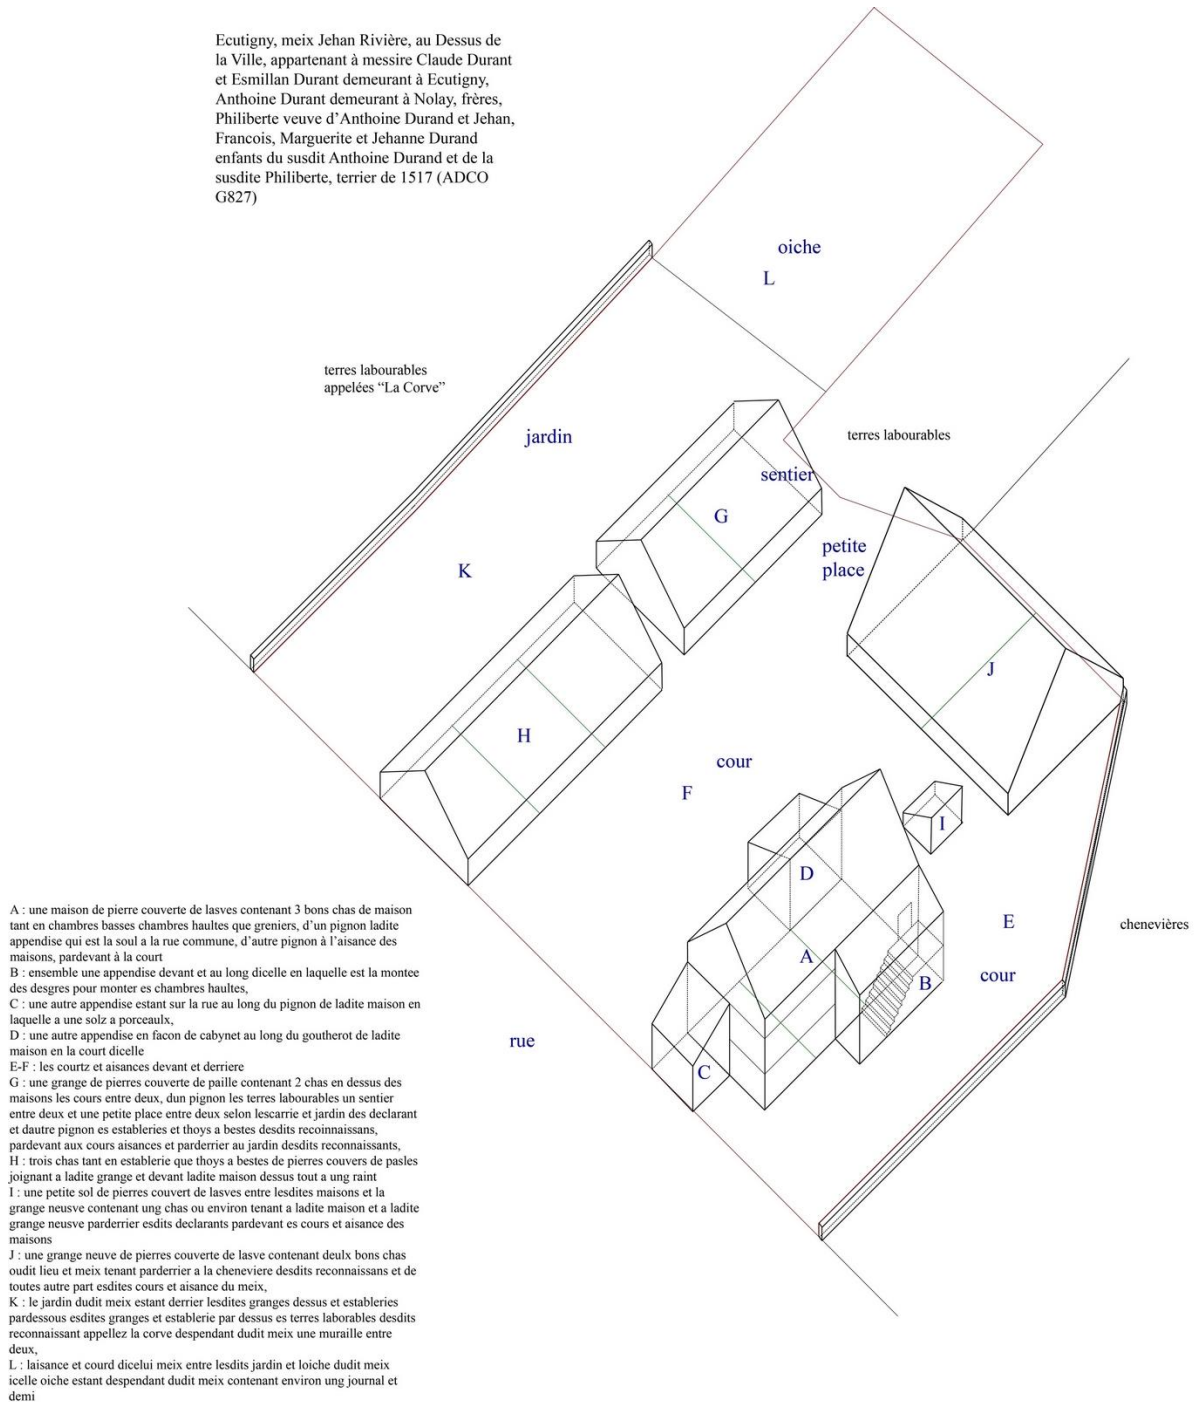 Ecutigny, meix Jehan Rivière, au Dessus de
la Ville, appartenant à messire Claude Durant
et Esmillan Durant demeurant à Ecutigny,
Anthoine Durant demeurant à Nolay, frères,
Philiberte veuve d’Anthoine Durand et Jehan,
Francois, Marguerite et Jehanne Durand
enfants du susdit Anthoine Durand et de la
susdite Philiberte, terrier de 1517 (ADCO
G827)
oiche
L
terres labourables
appelées “La Corve”
jardin
terres labourables
sentier
G
petite
place
K
J
H
cour
F
I
D
E
chenevières
A
cour
B
rue
C
A : une maison de pierre couverte de lasves contenant 3 bons chas de maison
tant en chambres basses chambres haultes que greniers, d’un pignon ladite
appendise qui est la soul a la rue commune, d’autre pignon à l’aisance des
maisons, pardevant à la court
B : ensemble une appendise devant et au long dicelle en laquelle est la montee
des desgres pour monter es chambres haultes,
C : une autre appendise estant sur la rue au long du pignon de ladite maison en
laquelle a une solz a porceaulx,
D : une autre appendise en facon de cabynet au long du goutherot de ladite
maison en la court dicelle
E-F : les courtz et aisances devant et derriere
G : une grange de pierres couverte de paille contenant 2 chas en dessus des
maisons les cours entre deux, dun pignon les terres labourables un sentier
entre deux et une petite place entre deux selon lescarrie et jardin des declarant
et dautre pignon es estableries et thoys a bestes desdits recoinnaissans,
pardevant aux cours aisances et parderrier au jardin desdits reconnaissants,
H : trois chas tant en establerie que thoys a bestes de pierres couvers de pasles
joignant a ladite grange et devant ladite maison dessus tout a ung raint
I : une petite sol de pierres couvert de lasves entre lesdites maisons et la
grange neusve contenant ung chas ou environ tenant a ladite maison et a ladite
grange neusve parderrier esdits declarants pardevant es cours et aisance des
maisons
J : une grange neuve de pierres couverte de lasve contenant deulx bons chas
oudit lieu et meix tenant parderrier a la cheneviere desdits reconnaissans et de
toutes autre part esdites cours et aisance du meix,
K : le jardin dudit meix estant derrier lesdites granges dessus et estableries
pardessous esdites granges et establerie par dessus es terres laborables desdits
reconnaissant appellez la corve despendant dudit meix une muraille entre
deux,
L : laisance et courd dicelui meix entre lesdits jardin et loiche dudit meix
icelle oiche estant despendant dudit meix contenant environ ung journal et
demi